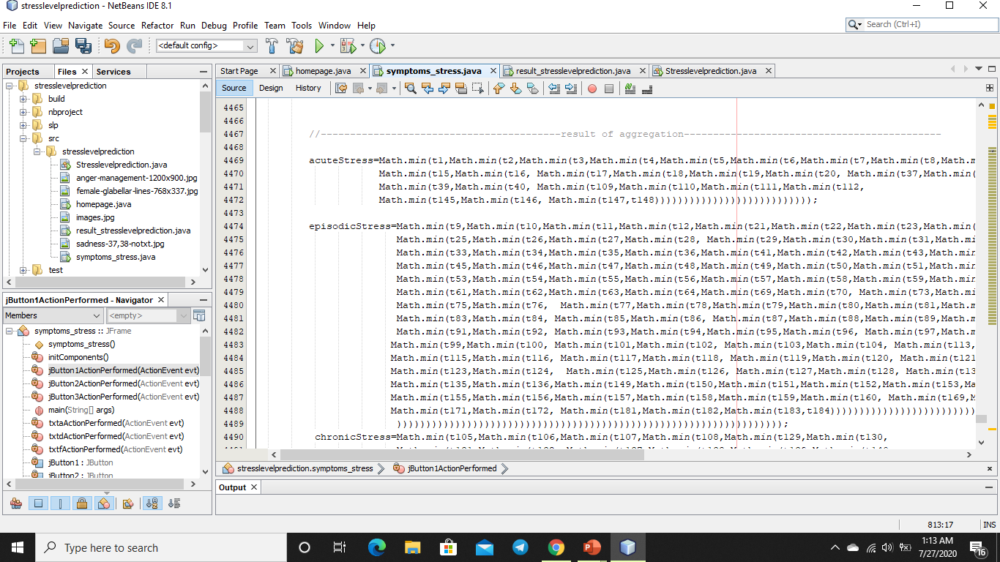 stresslevelprediction - NetBeans IDE 8.1
File Edit View Navigate Source Refactor Run Debug Profile Team Tools Window Help
Search (Ctrl+I)
<default config>
Projects Files Services
Start Page homepage.java symptoms_stress.java result_stresslevelprediction.java Stresslevelprediction.java
Source Design History
stresslevelprediction
build
nbproject
slp
src
stresslevelprediction
Stresslevelprediction.java
anger-management-1200x900.jpg
female-glabellar-lines-768x337.jpg
homepage.java
images.jpg
result_stresslevelprediction.java
sadness-37,38-notxt.jpg
symptoms_stress.java
test
jButton1ActionPerformed - Navigator
Members <empty>
symptoms_stress :: JFrame
symptoms_stress()
initComponents()
jButton1ActionPerformed(ActionEvent evt)
jButton2ActionPerformed(ActionEvent evt)
jButton3ActionPerformed(ActionEvent evt)
main(String[] args)
txtaActionPerformed(ActionEvent evt)
txtdActionPerformed(ActionEvent evt)
txtfActionPerformed(ActionEvent evt)
jButton1 : JButton
jButton2 : JButton
4465
4466
4467 //-----------------------------------------result of aggregation--------------------------------------------
4468
4469 acuteStress=Math.min(t1,Math.min(t2,Math.min(t3,Math.min(t4,Math.min(t5,Math.min(t6,Math.min(t7,Math.min(t8,Math.m
4470 Math.min(t15,Math.min(t16, Math.min(t17,Math.min(t18,Math.min(t19,Math.min(t20, Math.min(t37,Math.min(
4471 Math.min(t39,Math.min(t40, Math.min(t109,Math.min(t110,Math.min(t111,Math.min(t112,
4472 Math.min(t145,Math.min(t146, Math.min(t147,t148)))))))))))))))))))))))))));
4473
4474 episodicStress=Math.min(t9,Math.min(t10,Math.min(t11,Math.min(t12,Math.min(t21,Math.min(t22,Math.min(t23,Math.min(
4475 Math.min(t25,Math.min(t26,Math.min(t27,Math.min(t28, Math.min(t29,Math.min(t30,Math.min(t31,Math.min
4476 Math.min(t33,Math.min(t34,Math.min(t35,Math.min(t36,Math.min(t41,Math.min(t42,Math.min(t43,Math.min(
4477 Math.min(t45,Math.min(t46,Math.min(t47,Math.min(t48,Math.min(t49,Math.min(t50,Math.min(t51,Math.min(
4478 Math.min(t53,Math.min(t54,Math.min(t55,Math.min(t56,Math.min(t57,Math.min(t58,Math.min(t59,Math.min(
4479 Math.min(t61,Math.min(t62,Math.min(t63,Math.min(t64,Math.min(t69,Math.min(t70, Math.min(t73,Math.min
4480 Math.min(t75,Math.min(t76,  Math.min(t77,Math.min(t78,Math.min(t79,Math.min(t80,Math.min(t81,Math.m
4481 Math.min(t83,Math.min(t84, Math.min(t85,Math.min(t86, Math.min(t87,Math.min(t88,Math.min(t89,Math.m
4482 Math.min(t91,Math.min(t92, Math.min(t93,Math.min(t94,Math.min(t95,Math.min(t96, Math.min(t97,Math.m
4483 Math.min(t99,Math.min(t100, Math.min(t101,Math.min(t102, Math.min(t103,Math.min(t104, Math.min(t113,
4484 Math.min(t115,Math.min(t116, Math.min(t117,Math.min(t118, Math.min(t119,Math.min(t120, Math.min(t121
4485 Math.min(t123,Math.min(t124,  Math.min(t125,Math.min(t126, Math.min(t127,Math.min(t128, Math.min(t13
4486 Math.min(t135,Math.min(t136,Math.min(t149,Math.min(t150,Math.min(t151,Math.min(t152,Math.min(t153,Ma
4487 Math.min(t155,Math.min(t156,Math.min(t157,Math.min(t158,Math.min(t159,Math.min(t160, Math.min(t169,M
4488 Math.min(t171,Math.min(t172, Math.min(t181,Math.min(t182,Math.min(t183,t184)))))))))))))))))))))))))
4489 ))))))))))))))))))))))))))))))))))))))))))))))))))))))))))))))))));
4490 chronicStress=Math.min(t105,Math.min(t106,Math.min(t107,Math.min(t108,Math.min(t129,Math.min(t130,
stresslevelprediction.symptoms_stress jButton1ActionPerformed
Output
813:17 INS
Type here to search
1:13 AM
7/27/2020
16